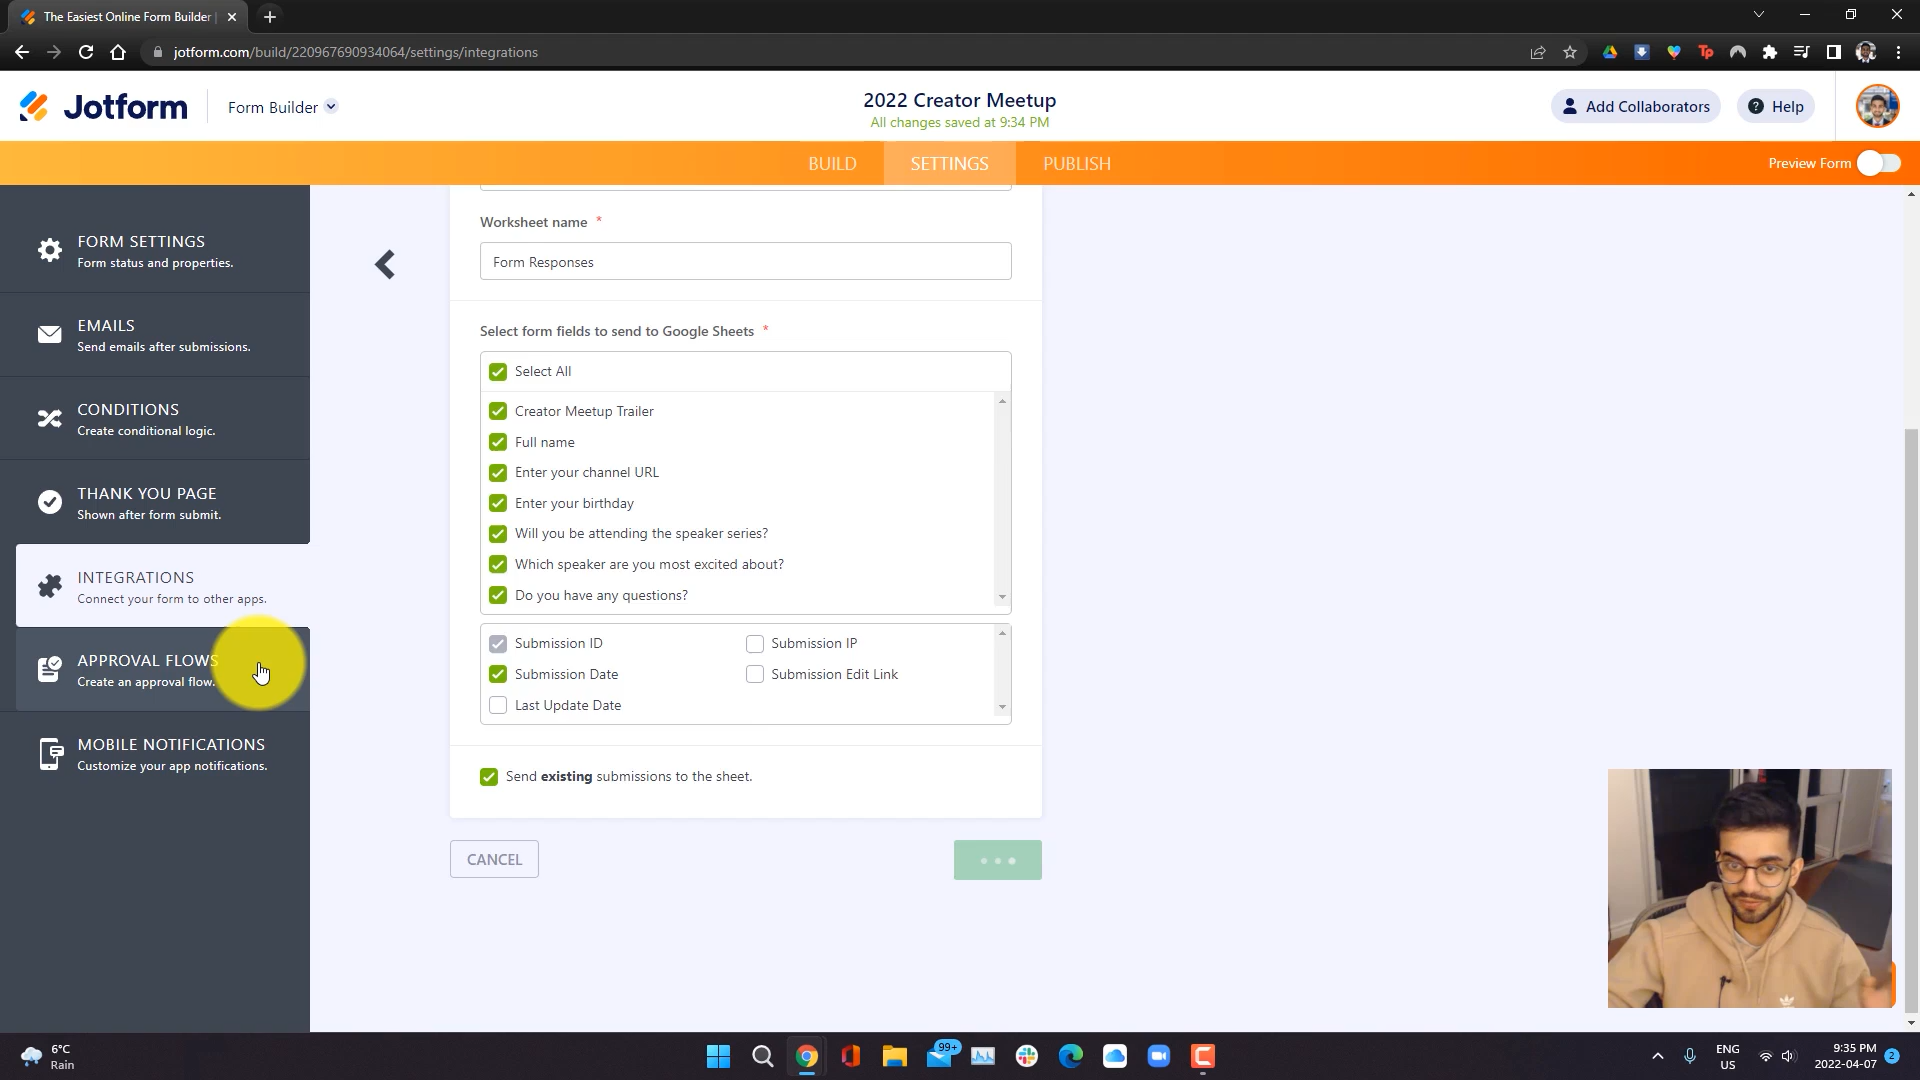 The Easiest Online Form Builder |
jotform.com/build/220967690934064/settings/integrations
Tp
Jotform
Form Builder
2022 Creator Meetup
All changes saved at 9:34 PM
Add Collaborators
Help
BUILD
SETTINGS
PUBLISH
Preview Form
FORM SETTINGS
Form status and properties.
EMAILS
Send emails after submissions.
CONDITIONS
Create conditional logic.
THANK YOU PAGE
Shown after form submit.
INTEGRATIONS
Connect your form to other apps.
APPROVAL FLOWS
Create an approval flow.
MOBILE NOTIFICATIONS
Customize your app notifications.
Worksheet name *
Form Responses
Select form fields to send to Google Sheets *
Select All
Creator Meetup Trailer
Full name
Enter your channel URL
Enter your birthday
Will you be attending the speaker series?
Which speaker are you most excited about?
Do you have any questions?
Submission ID
Submission IP
Submission Date
Submission Edit Link
Last Update Date
Send existing submissions to the sheet.
CANCEL
6°C
Rain
99+
ENG
US
9:35 PM
2022-04-07
2